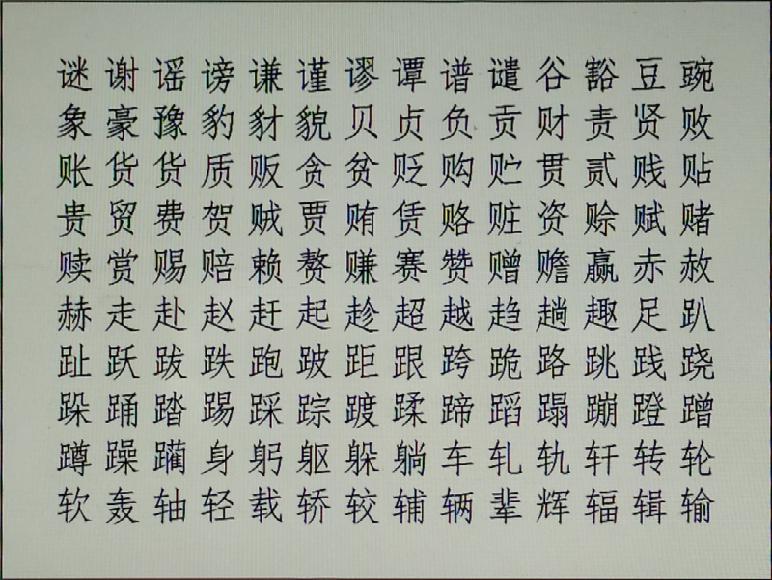 谜谢谣谤谦谨谬谭谱谴谷豁豆豌
象豪豫豹豺貌贝贞负贡财责贤败
账货货质贩贪贫贬购贮贯贰贱贴
贵贸费贺贼贾贿赁赂赃资赊赋赌
赎赏赐赔赖赘赚赛赞赠赡赢赤赦
赫走赴赵赶起趁超越趋趟趣足趴
趾跃跋跌跑跛距跟跨跪路跳践跷
跺踊踏踢踩踪踱蹂蹄蹈蹋蹦蹬蹭
蹲躁躏身躬躯躲躺车轧轨轩转轮
软轰轴轻载轿较辅辆辈辉辐辑输